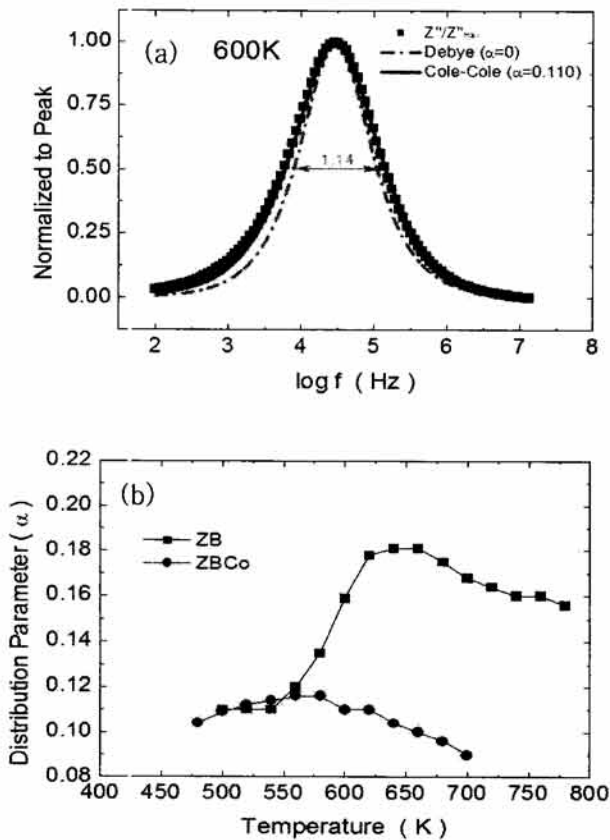 (a) 600K
Z"/Z"
Debye (α=0)
Cole-Cole (α=0.110)
1.14
1.00
0.75
0.50
0.25
0.00
Normalized to Peak
2 3 4 5 6 7 8
log f ( Hz )
(b)
ZB
ZBCo
0.22
0.20
0.18
0.16
0.14
0.12
0.10
0.08
Distribution Parameter ( α )
400 450 500 550 600 650 700 750 800
Temperature ( K )